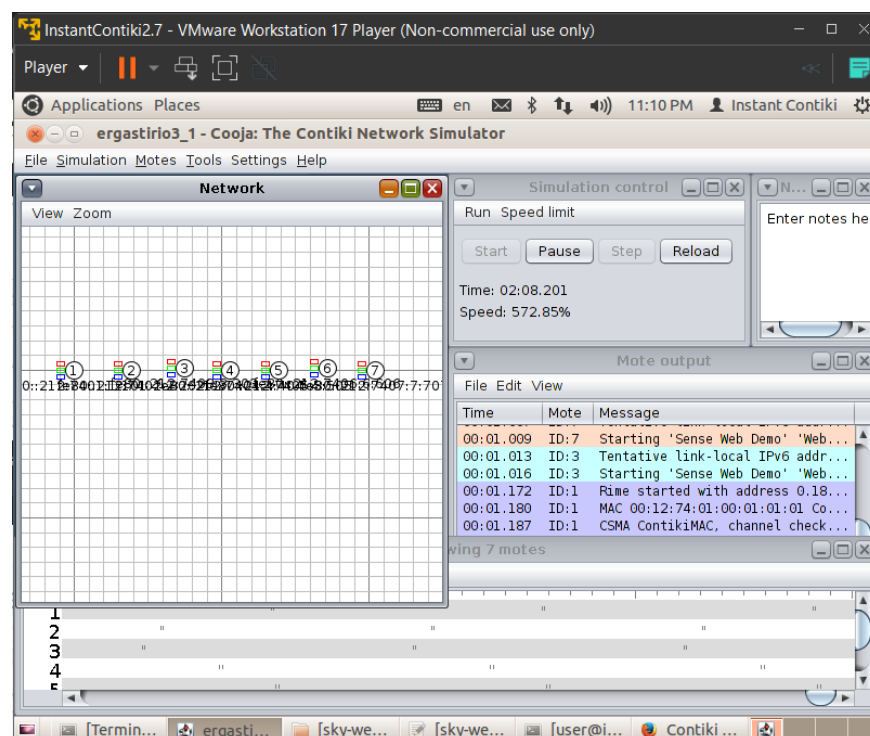 InstantContiki2.7 - VMware Workstation 17 Player (Non-commercial use only)
Player
Applications Places
en
11:10 PM
Instant Contiki
ergastirio3_1 - Cooja: The Contiki Network Simulator
File Simulation Motes Tools Settings Help
Network
View Zoom
1
2
3
4
5
6
7
Simulation control
Run Speed limit
Start Pause Step Reload
Time: 02:08.201
Speed: 572.85%
N...
Enter notes he
Mote output
File Edit View
Time Mote Message
00:01.009 ID:7 Starting 'Sense Web Demo' 'Web...
00:01.013 ID:3 Tentative link-local IPv6 addr...
00:01.016 ID:3 Starting 'Sense Web Demo' 'Web...
00:01.172 ID:1 Rime started with address 0.18...
00:01.180 ID:1 MAC 00:12:74:01:00:01:01:01 Co...
00:01.187 ID:1 CSMA ContikiMAC, channel check...
wing 7 motes
1
2
3
4
5
[Termin... ergasti... [sky-we... [sky-we... [user@i... Contiki ...